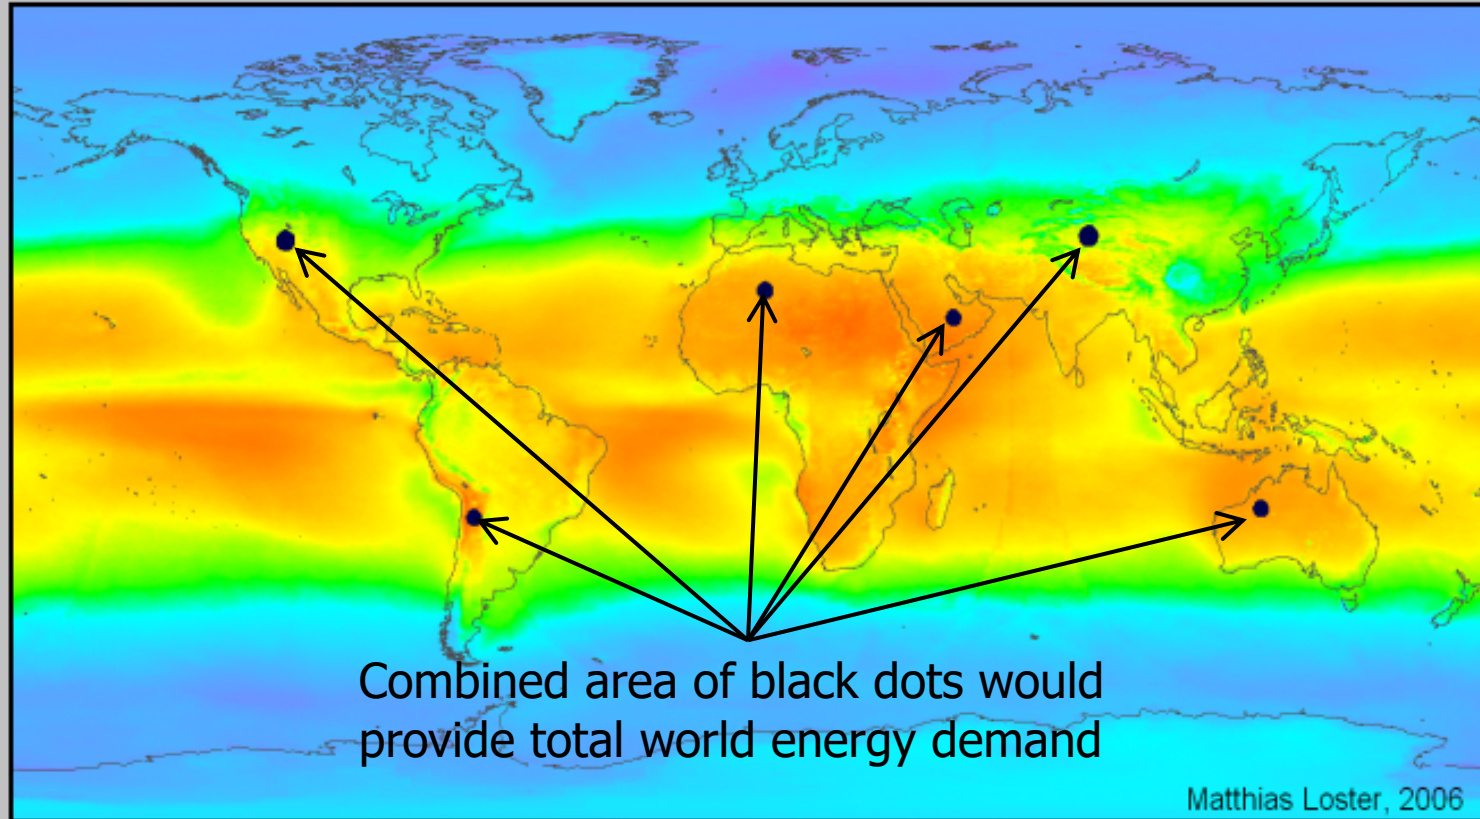 Combined area of black dots would
provide total world energy demand
Matthias Loster, 2006